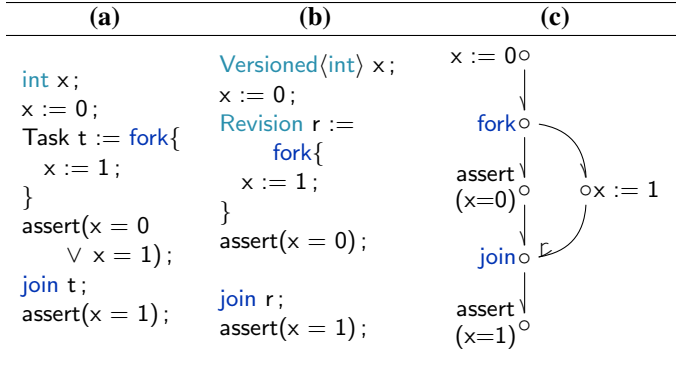 (a)
int x ;
x := 0 ;
Task t := fork{
x := 1 ;
}
assert(x = 0
∨ x = 1) ;
join t ;
assert(x = 1) ;
(b)
Versioned⟨int⟩ x ;
x := 0 ;
Revision r :=
fork{
x := 1 ;
}
assert(x = 0) ;
join r ;
assert(x = 1) ;
(c)
x := 0
fork
assert
(x=0)
x := 1
r
join
assert
(x=1)